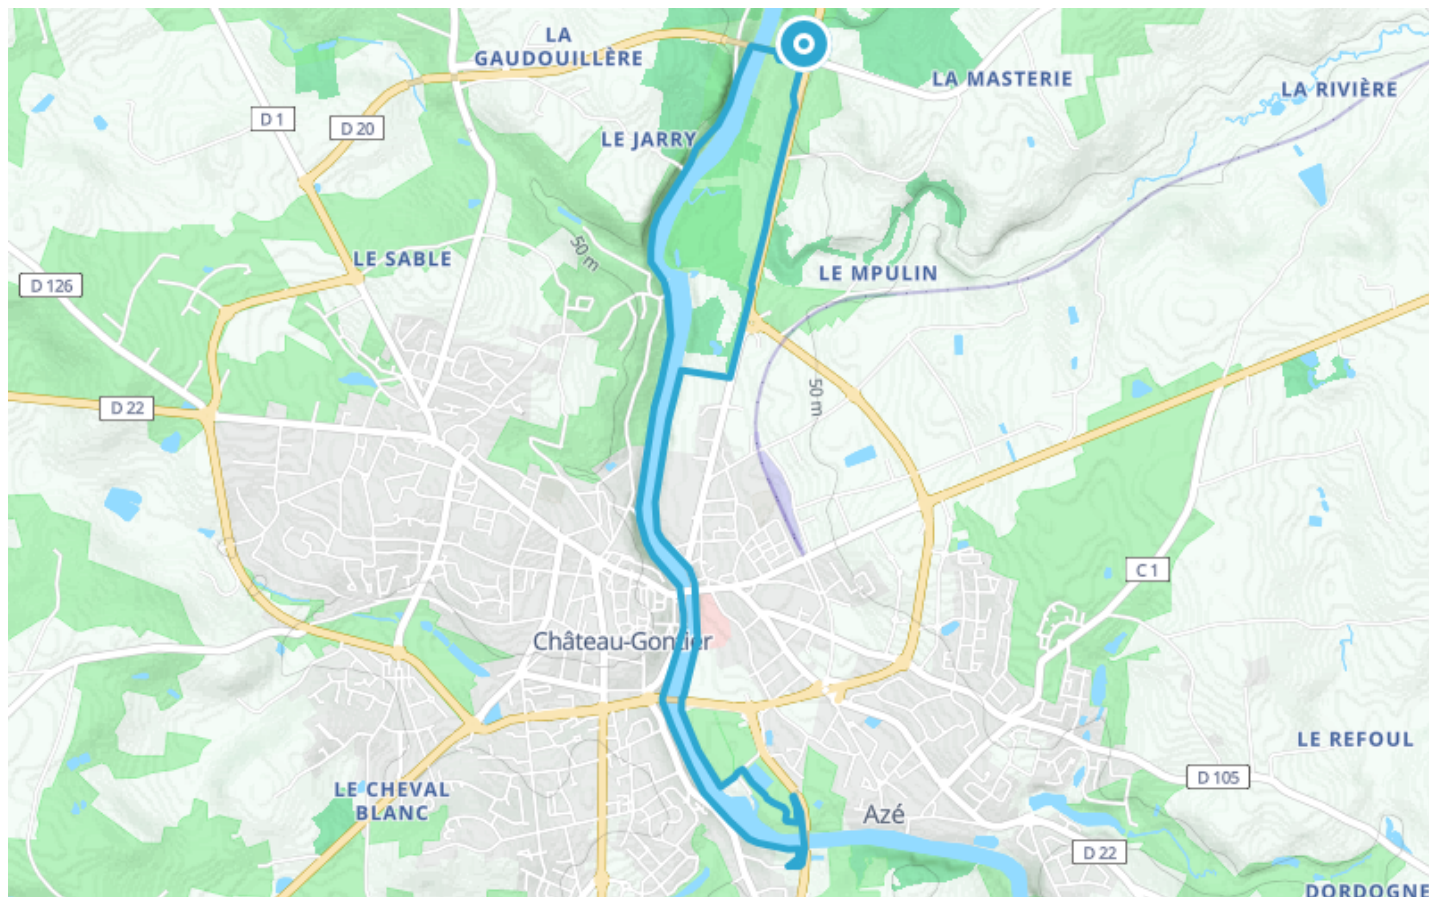 LA
GAUDOUILLÈRE
LA MASTERIE
LA RIVIÈRE
D 1
D 20
LE JARRY
50 m
LE SABLE
LE MPULIN
D 126
50 m
D 22
C 1
Château-Gontier
LE REFOUL
D 105
LE CHEVAL
BLANC
Azé
D 22
DORDOGNE